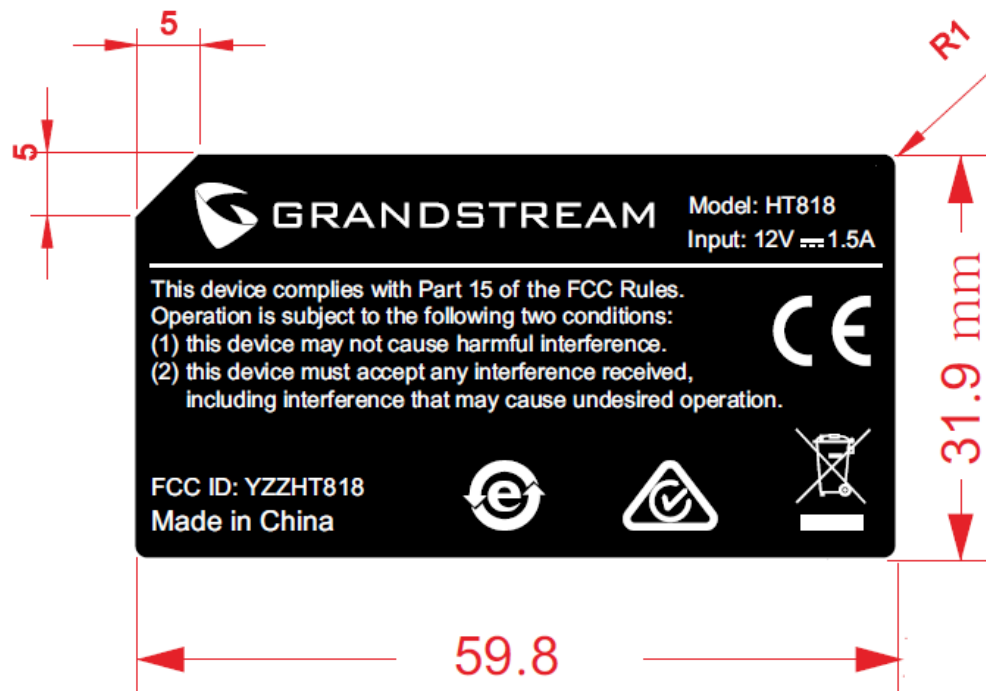 5
R1
5
GRANDSTREAM
Model: HT818
Input: 12V ⎓ 1.5A
This device complies with Part 15 of the FCC Rules.
Operation is subject to the following two conditions:
(1) this device may not cause harmful interference.
(2) this device must accept any interference received,
including interference that may cause undesired operation.
CE
31.9 mm
FCC ID: YZZHT818
Made in China
e
59.8